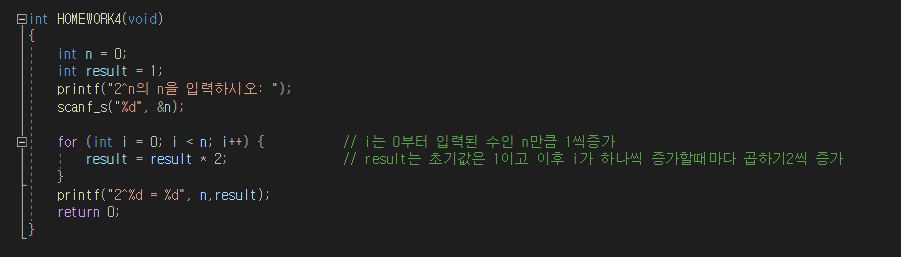 int HOMEWORK4(void)
{
int n = 0;
int result = 1;
printf("2^n의 n을 입력하시오: ");
scanf_s("%d", &n);
for (int i = 0; i < n; i++) { // i는 0부터 입력된 수인 n만큼 1씩증가
result = result * 2; // result는 초기값은 1이고 이후 i가 하나씩 증가할때마다 곱하기2씩 증가
}
printf("2^%d = %d", n,result);
return 0;
}